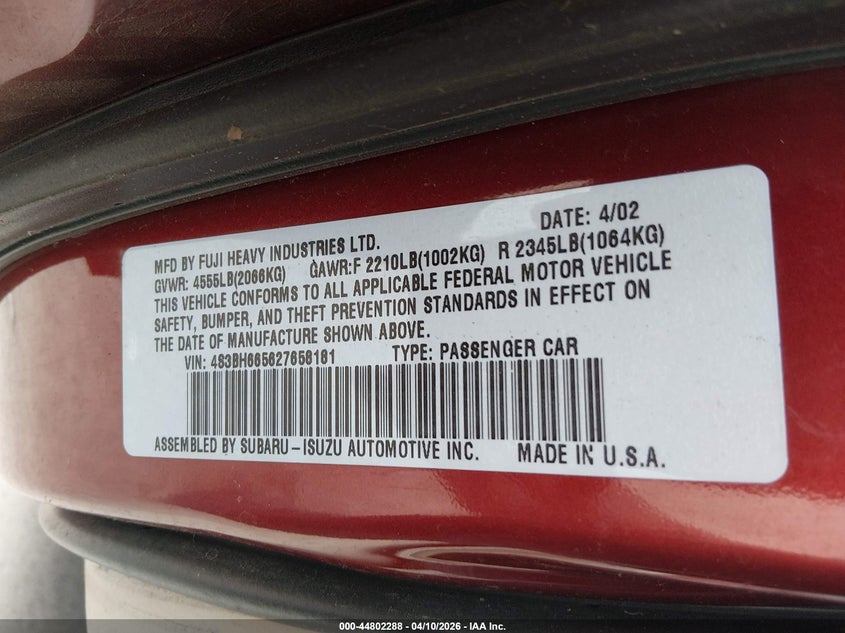 DATE: 4/02
MFD BY FUJI HEAVY INDUSTRIES LTD.
GVWR: 4555LB(2066KG) GAWR:F 2210LB(1002KG) R 2345LB(1064KG)
THIS VEHICLE CONFORMS TO ALL APPLICABLE FEDERAL MOTOR VEHICLE
SAFETY, BUMPER, AND THEFT PREVENTION STANDARDS IN EFFECT ON
THE DATE OF MANUFACTURE SHOWN ABOVE.
VIN: 4S3BH665627658181 TYPE: PASSENGER CAR
ASSEMBLED BY SUBARU-ISUZU AUTOMOTIVE INC. MADE IN U.S.A.
000-44802288 - 04/10/2026 - IAA Inc.